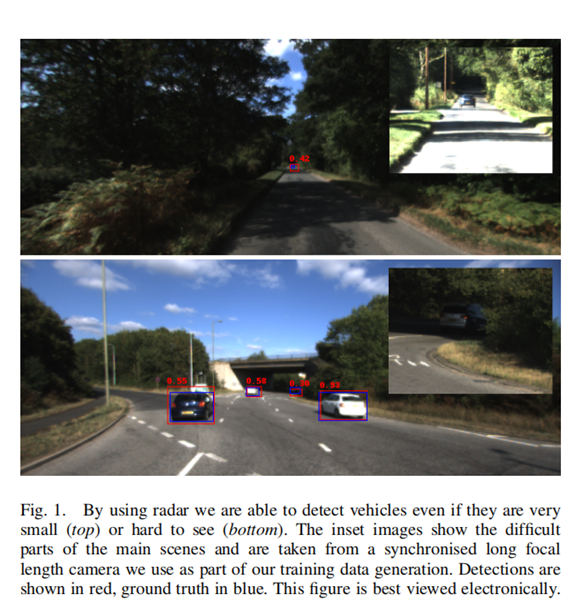 0.42
0.55
0.58
0.53
Fig. 1. By using radar we are able to detect vehicles even if they are very
small (top) or hard to see (bottom). The inset images show the difficult
parts of the main scenes and are taken from a synchronised long focal
length camera we use as part of our training data generation. Detections are
shown in red, ground truth in blue. This figure is best viewed electronically.